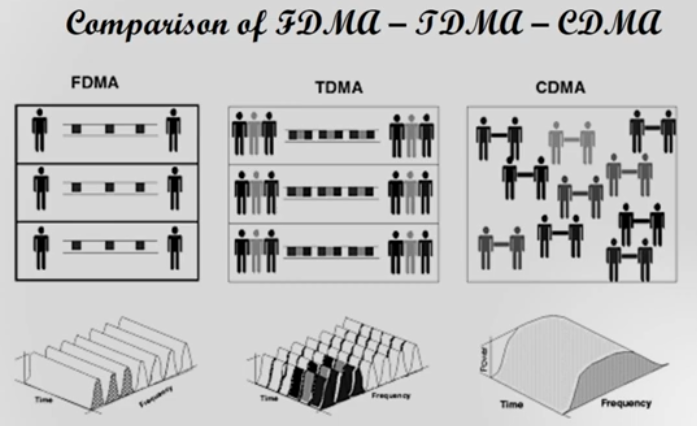 Comparison of FDMA – TDMA – CDMA
FDMA
TDMA
CDMA
Time
Frequency
Time
Frequency
Power
Time
Frequency